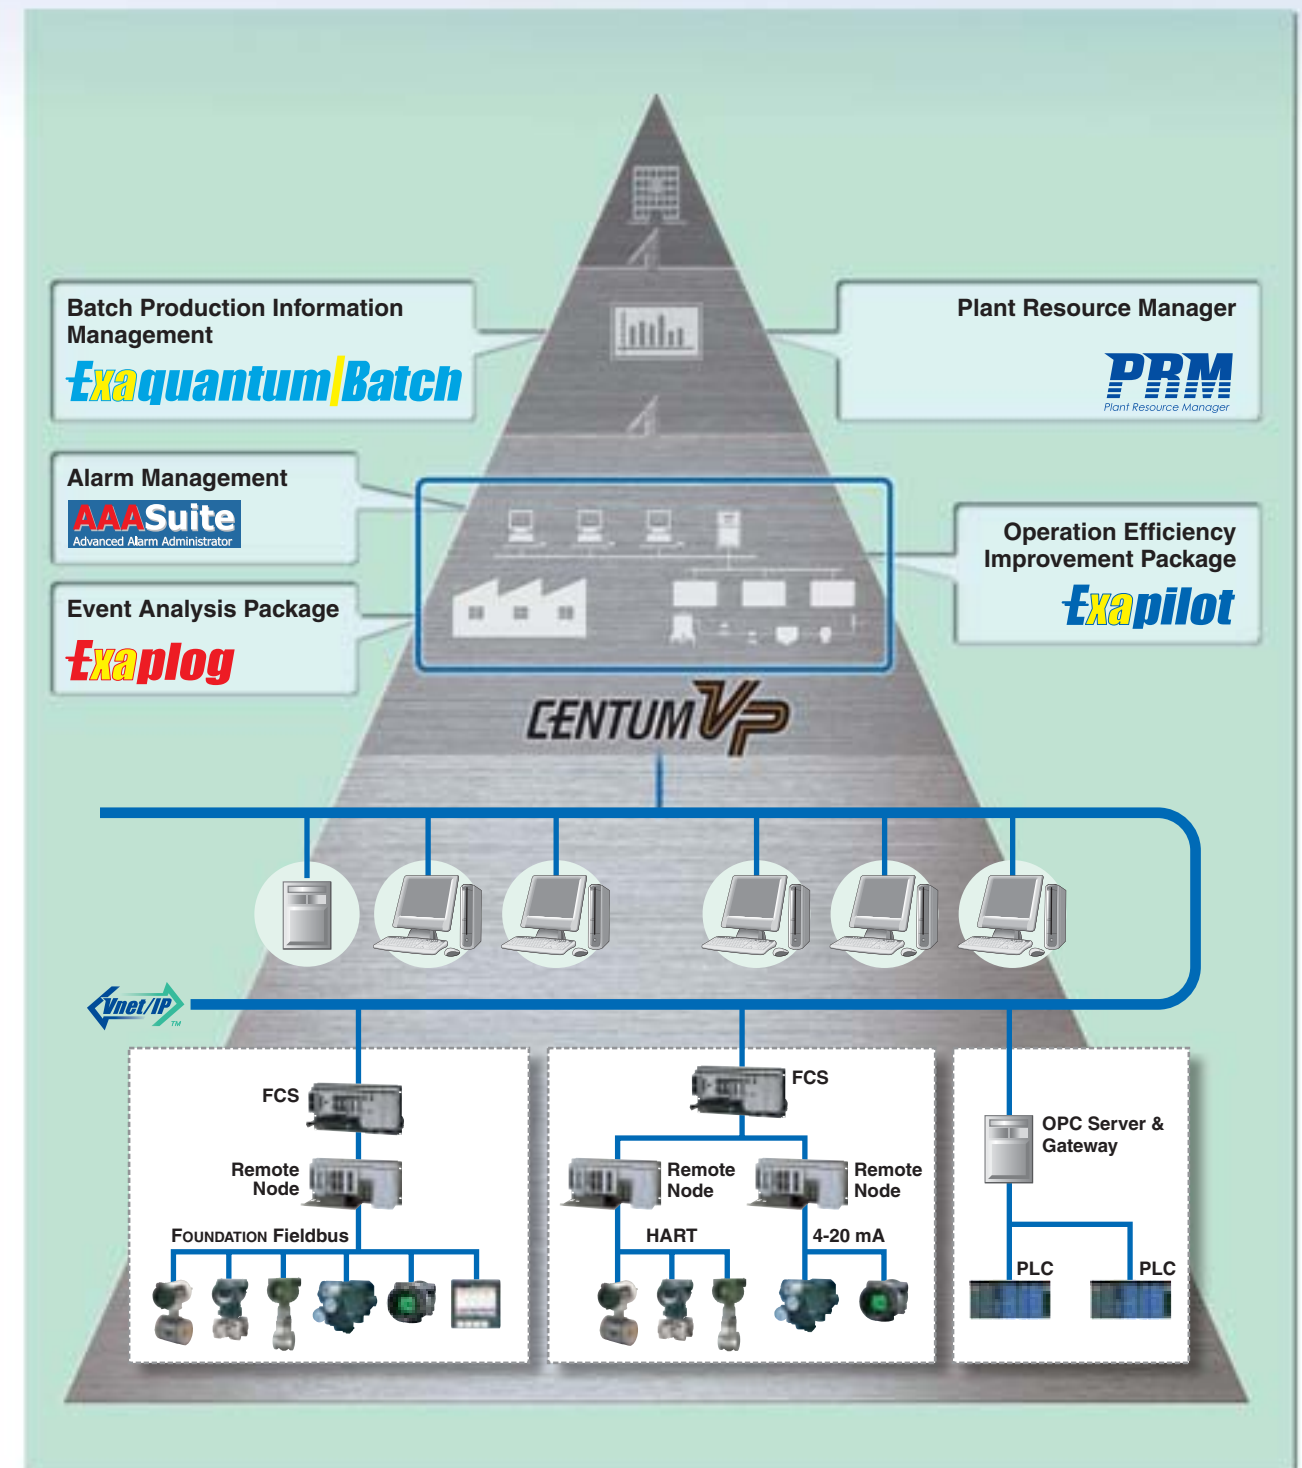 Batch Production Information
Management
Exaquantum/Batch
Plant Resource Manager
PRM
Plant Resource Manager
Alarm Management
AAASuite
Advanced Alarm Administrator
Operation Efficiency
Improvement Package
Exapilot
Event Analysis Package
Exaplog
CENTUM VP
Vnet/IP
TM
FCS
Remote
Node
FOUNDATION Fieldbus
FCS
Remote
Node
Remote
Node
HART
4-20 mA
OPC Server &
Gateway
PLC
PLC